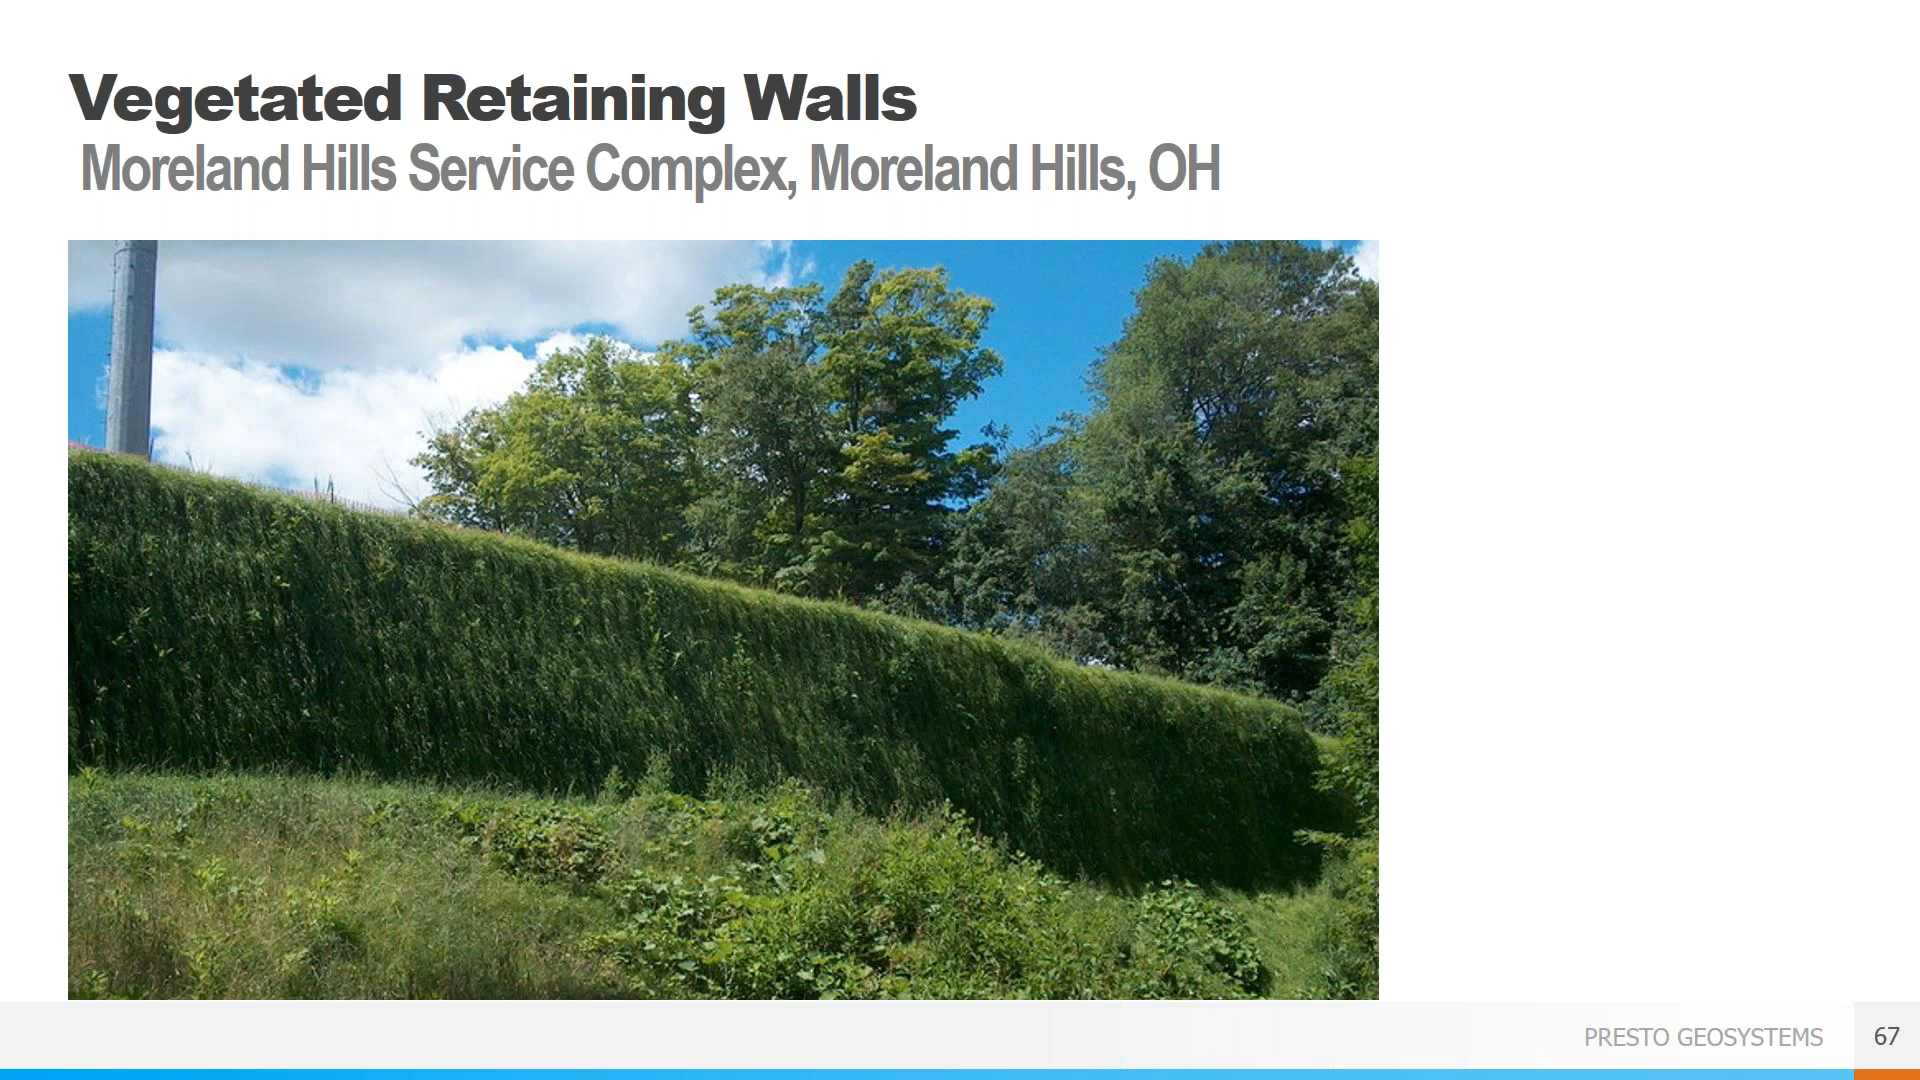 Vegetated Retaining Walls
Moreland Hills Service Complex, Moreland Hills, OH
PRESTO GEOSYSTEMS
67